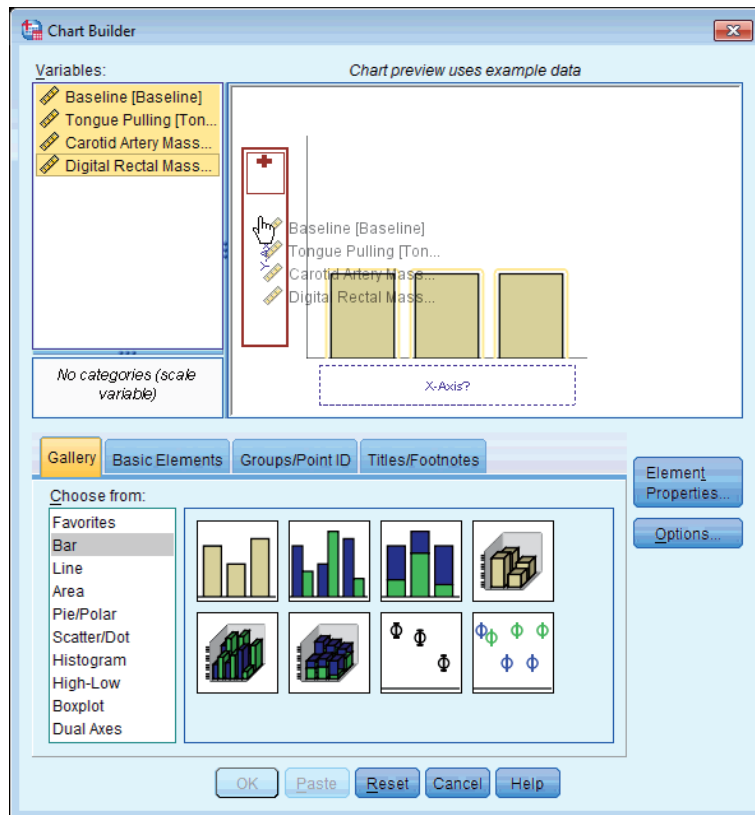 Chart Builder
Variables:
Chart preview uses example data
Baseline [Baseline]
Tongue Pulling [Ton...
Carotid Artery Mass...
Digital Rectal Mass...
Baseline [Baseline]
Tongue Pulling [Ton...
Carotid Artery Mass...
Digital Rectal Mass...
X-Axis?
No categories (scale
variable)
Gallery
Basic Elements
Groups/Point ID
Titles/Footnotes
Choose from:
Favorites
Bar
Line
Area
Pie/Polar
Scatter/Dot
Histogram
High-Low
Boxplot
Dual Axes
Element
Properties...
Options...
OK
Paste
Reset
Cancel
Help